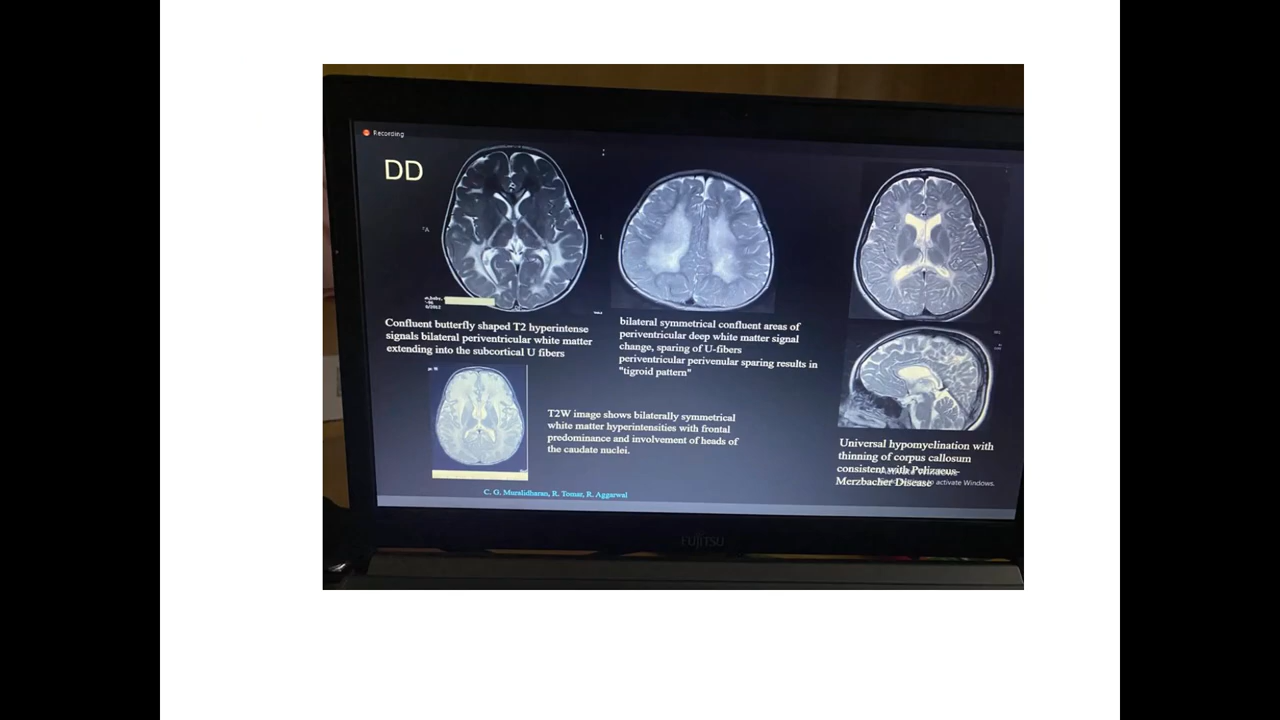 Recording
DD
Confluent butterfly shaped T2 hyperintense
signals bilateral periventricular white matter
extending into the subcortical U fibers
bilateral symmetrical confluent areas of
periventricular deep white matter signal
change, sparing of U-fibers
periventricular perivenular sparing results in
"tigroid pattern"
T2W image shows bilaterally symmetrical
white matter hyperintensities with frontal
predominance and involvement of heads of
the caudate nuclei.
Universal hypomyelination with
thinning of corpus callosum
consistent with Pelizaeus-
Merzbacher Disease
Activate Windows
to activate Windows.
C. G. Muralidharan, R. Tomar, R. Aggarwal
L
FUJITSU